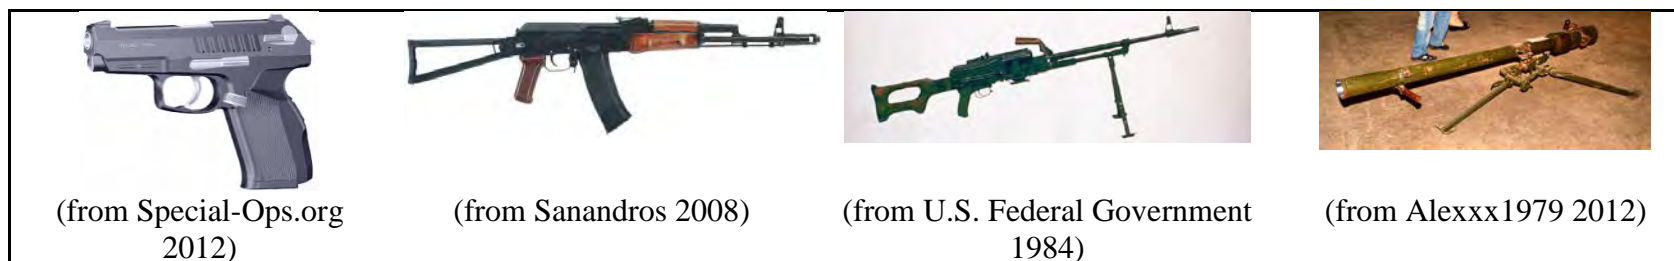 (from Special-Ops.org
2012)
(from Sanandros 2008)
(from U.S. Federal Government
1984)
(from Alexxx1979 2012)